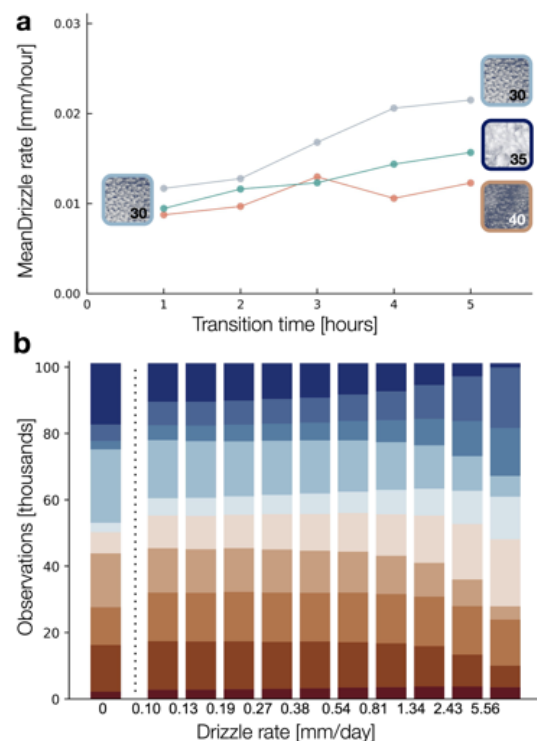 a
0.03
0.02
0.01
0.00
MeanDrizzle rate [mm/hour]
30
30
35
40
0 1 2 3 4 5
Transition time [hours]
b
100
80
60
40
20
0
Observations [thousands]
0 0.10 0.13 0.19 0.27 0.38 0.54 0.81 1.34 2.43 5.56
Drizzle rate [mm/day]